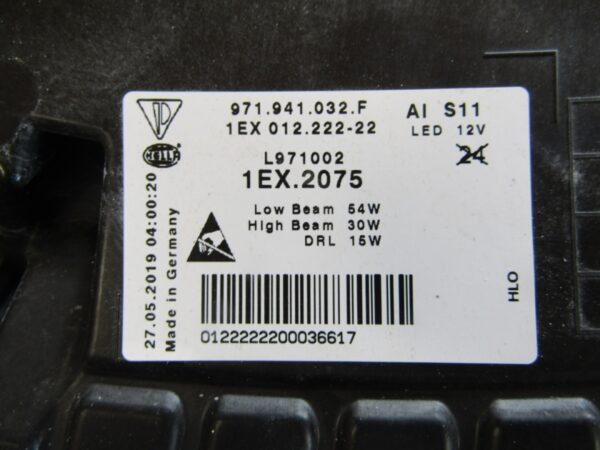 971.941.032.F
AI S11
1EX 012.222-22
LED 12V
HELLA
L971002
24
1EX.2075
Low Beam 54W
High Beam 30W
DRL 15W
0122222200036617
27.05.2019 04:00:20
Made in Germany
HLO